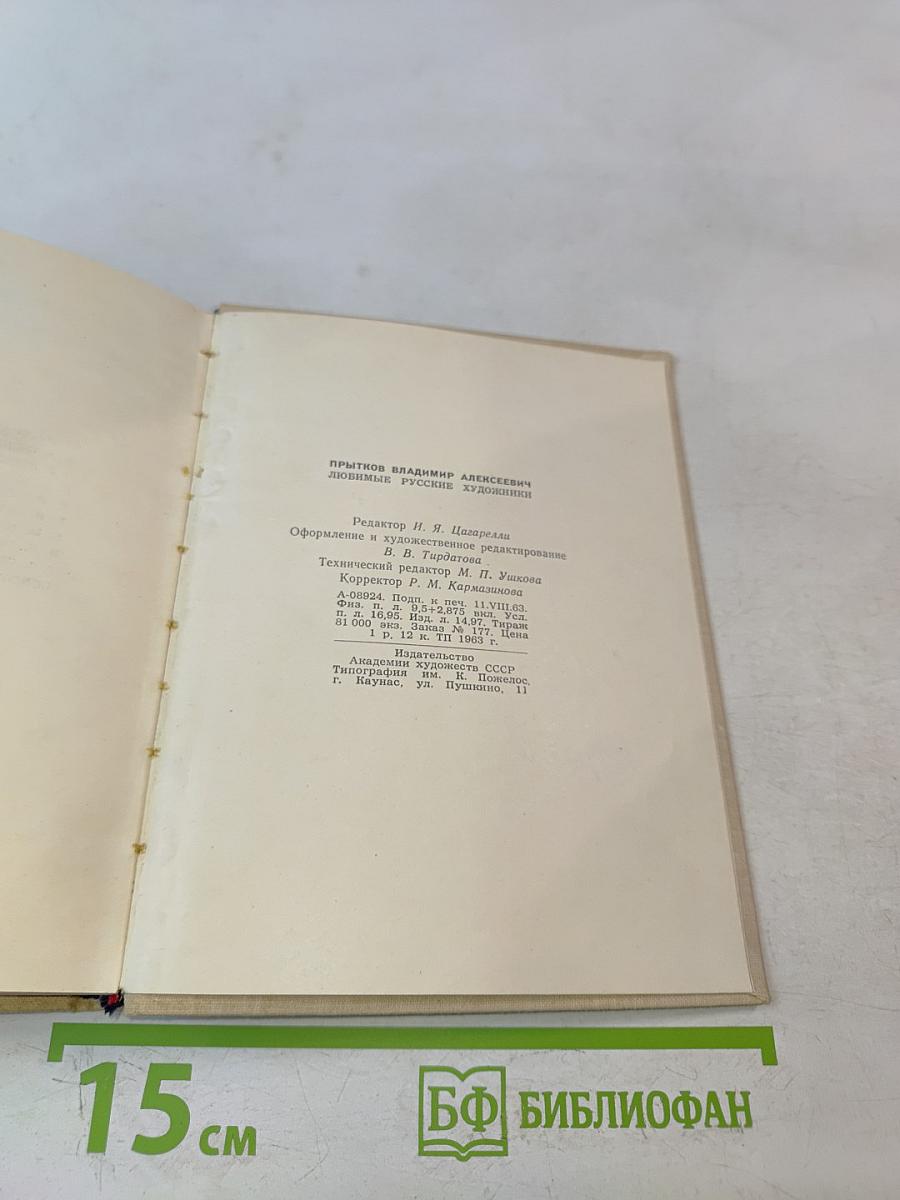 ПРЫТКОВ ВЛАДИМИР АЛЕКСЕЕВИЧ
ЛЮБИМЫЕ РУССКИЕ ХУДОЖНИКИ
Редактор И. Я. Цагарелли
Оформление и художественное редактирование
В. В. Тирдатова
Технический редактор М. П. Ушкова
Корректор Р. М. Кармазинова
А-08924. Подп. к печ. 11.VIII.63.
Физ. п. л. 9,5+2,875 вкл. Усл.
п. л. 16,95. Изд. л. 14,97. Тираж
81 000 экз. Заказ № 177. Цена
1 р. 12 к. ТП 1963 г.
Издательство
Академии художеств СССР
Типография им. К. Пожелос,
г. Каунас, ул. Пушкино, 11
15 см
БФ БИБЛИОФАН